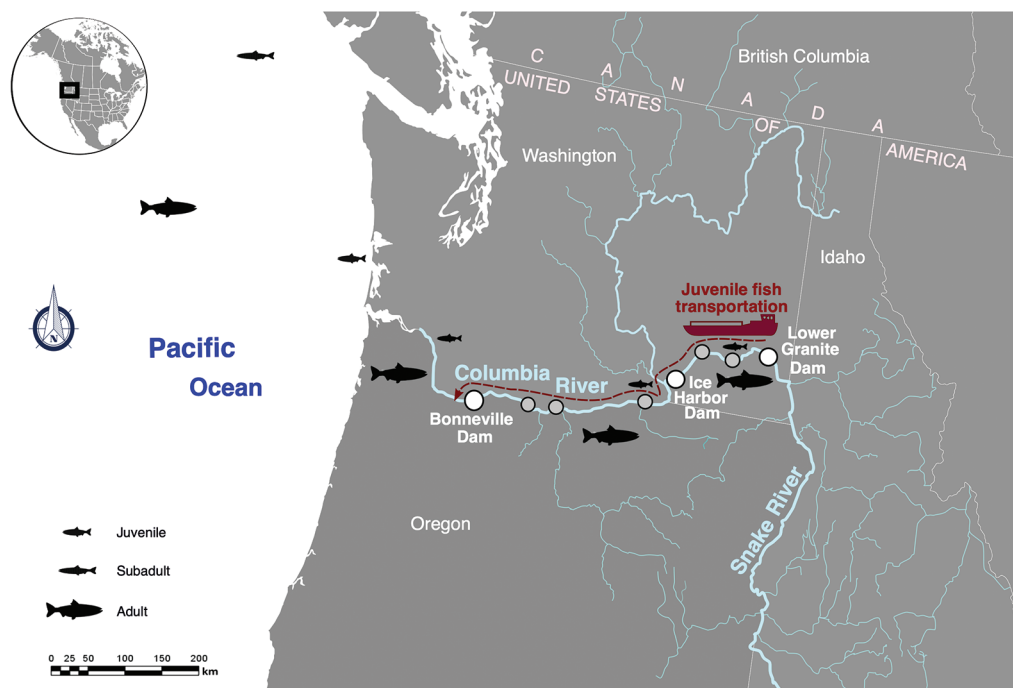 C A N A D A
UNITED STATES OF AMERICA
British Columbia
Washington
Idaho
Juvenile fish
transportation
Lower
Granite
Dam
Pacific
Ocean
N
Columbia
River
Ice
Harbor
Dam
Bonneville
Dam
Oregon
Snake River
Juvenile
Subadult
Adult
0 25 50 100 150 200
km